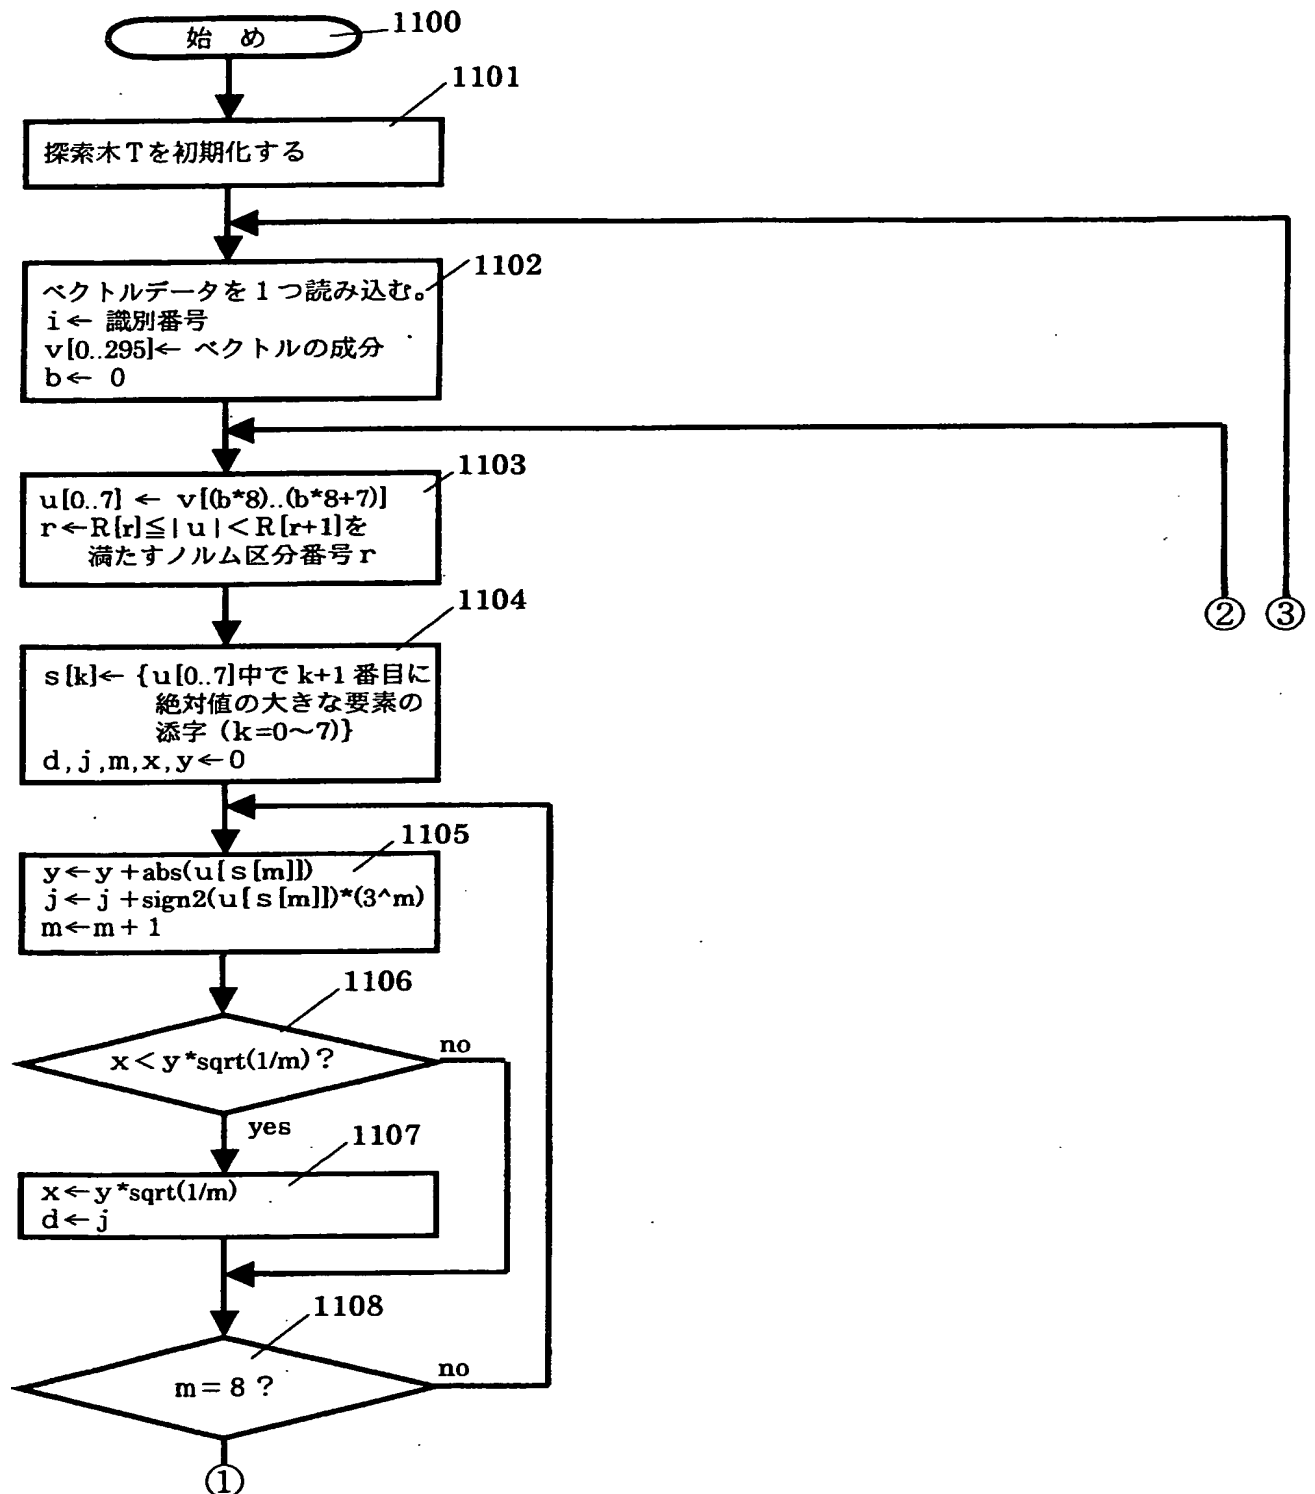 始 め
1100
1101
探索木Tを初期化する
1102
ベクトルデータを1つ読み込む。
i← 識別番号
v[0..295]← ベクトルの成分
b← 0
1103
u[0..7] ← v[(b*8)..(b*8+7)]
r←R[r]≦|u|<R[r+1]を
満たすノルム区分番号r
1104
② ③
s[k]← {u[0..7]中でk+1番目に
絶対値の大きな要素の
添字 (k=0～7)}
d,j,m,x,y←0
1105
y←y+abs(u[s[m]])
j←j+sign2(u[s[m]])*(3^m)
m←m+1
1106
x<y*sqrt(1/m)?
no
yes
1107
x←y*sqrt(1/m)
d←j
1108
m=8?
no
①